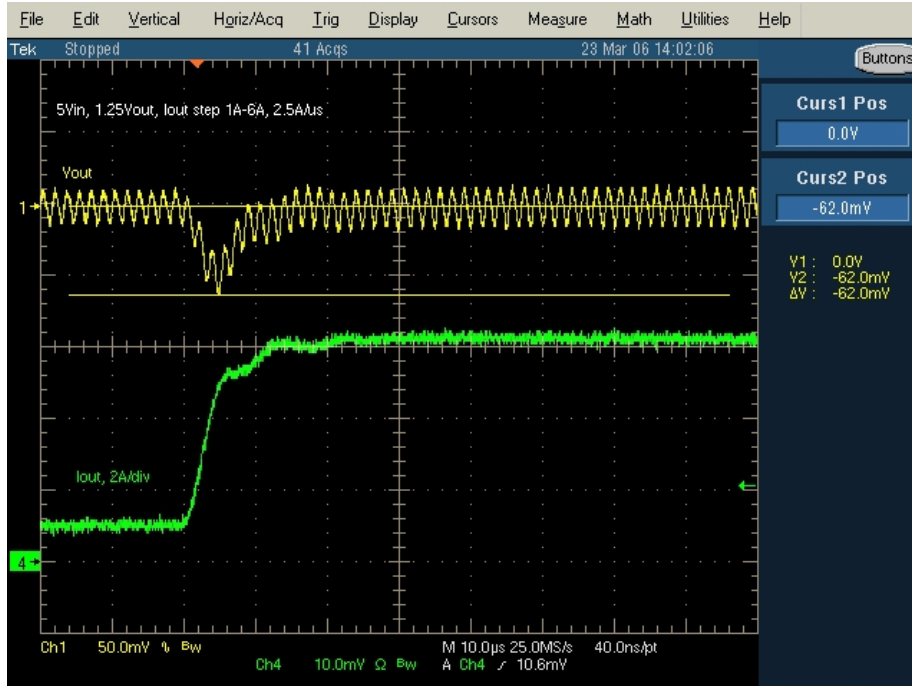 File Edit Vertical Horiz/Acq Trig Display Cursors Measure Math Utilities Help
Tek Stopped 41 Acqs 23 Mar 06 14:02:06
Buttons
5Vin, 1.25Vout, Iout step 1A-6A, 2.5A/us
Curs1 Pos
0.0V
Vout
Curs2 Pos
1
-62.0mV
V1 : 0.0V
V2 : -62.0mV
ΔV : -62.0mV
Iout, 2A/div
4
Ch1 50.0mV ∿ Bw M 10.0µs 25.0MS/s 40.0ns/pt
Ch4 10.0mV Ω Bw A Ch4 ⁄ 10.6mV